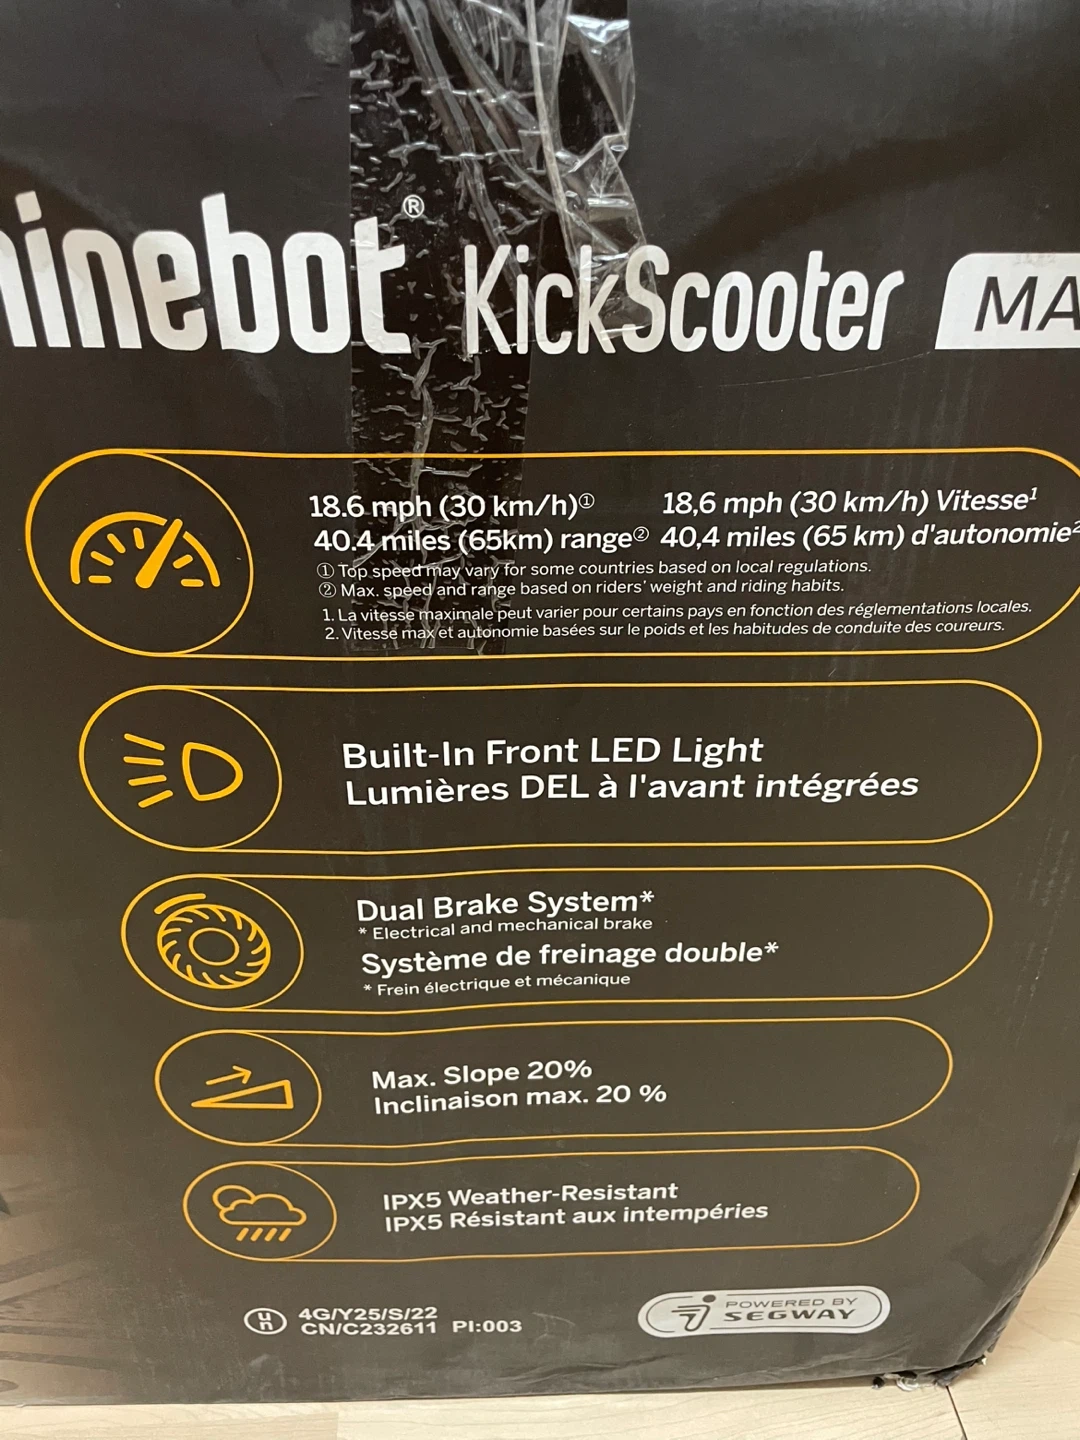 ninebot® KickScooter MA
18.6 mph (30 km/h)① 18,6 mph (30 km/h) Vitesse¹
40.4 miles (65km) range② 40,4 miles (65 km) d'autonomie²
① Top speed may vary for some countries based on local regulations.
② Max. speed and range based on riders' weight and riding habits.
1. La vitesse maximale peut varier pour certains pays en fonction des réglementations locales.
2. Vitesse max et autonomie basées sur le poids et les habitudes de conduite des coureurs.
Built-In Front LED Light
Lumières DEL à l'avant intégrées
Dual Brake System*
* Electrical and mechanical brake
Système de freinage double*
* Frein électrique et mécanique
Max. Slope 20%
Inclinaison max. 20 %
IPX5 Weather-Resistant
IPX5 Résistant aux intempéries
un 4G/Y25/S/22
CN/C232611 PI:003
POWERED BY
SEGWAY